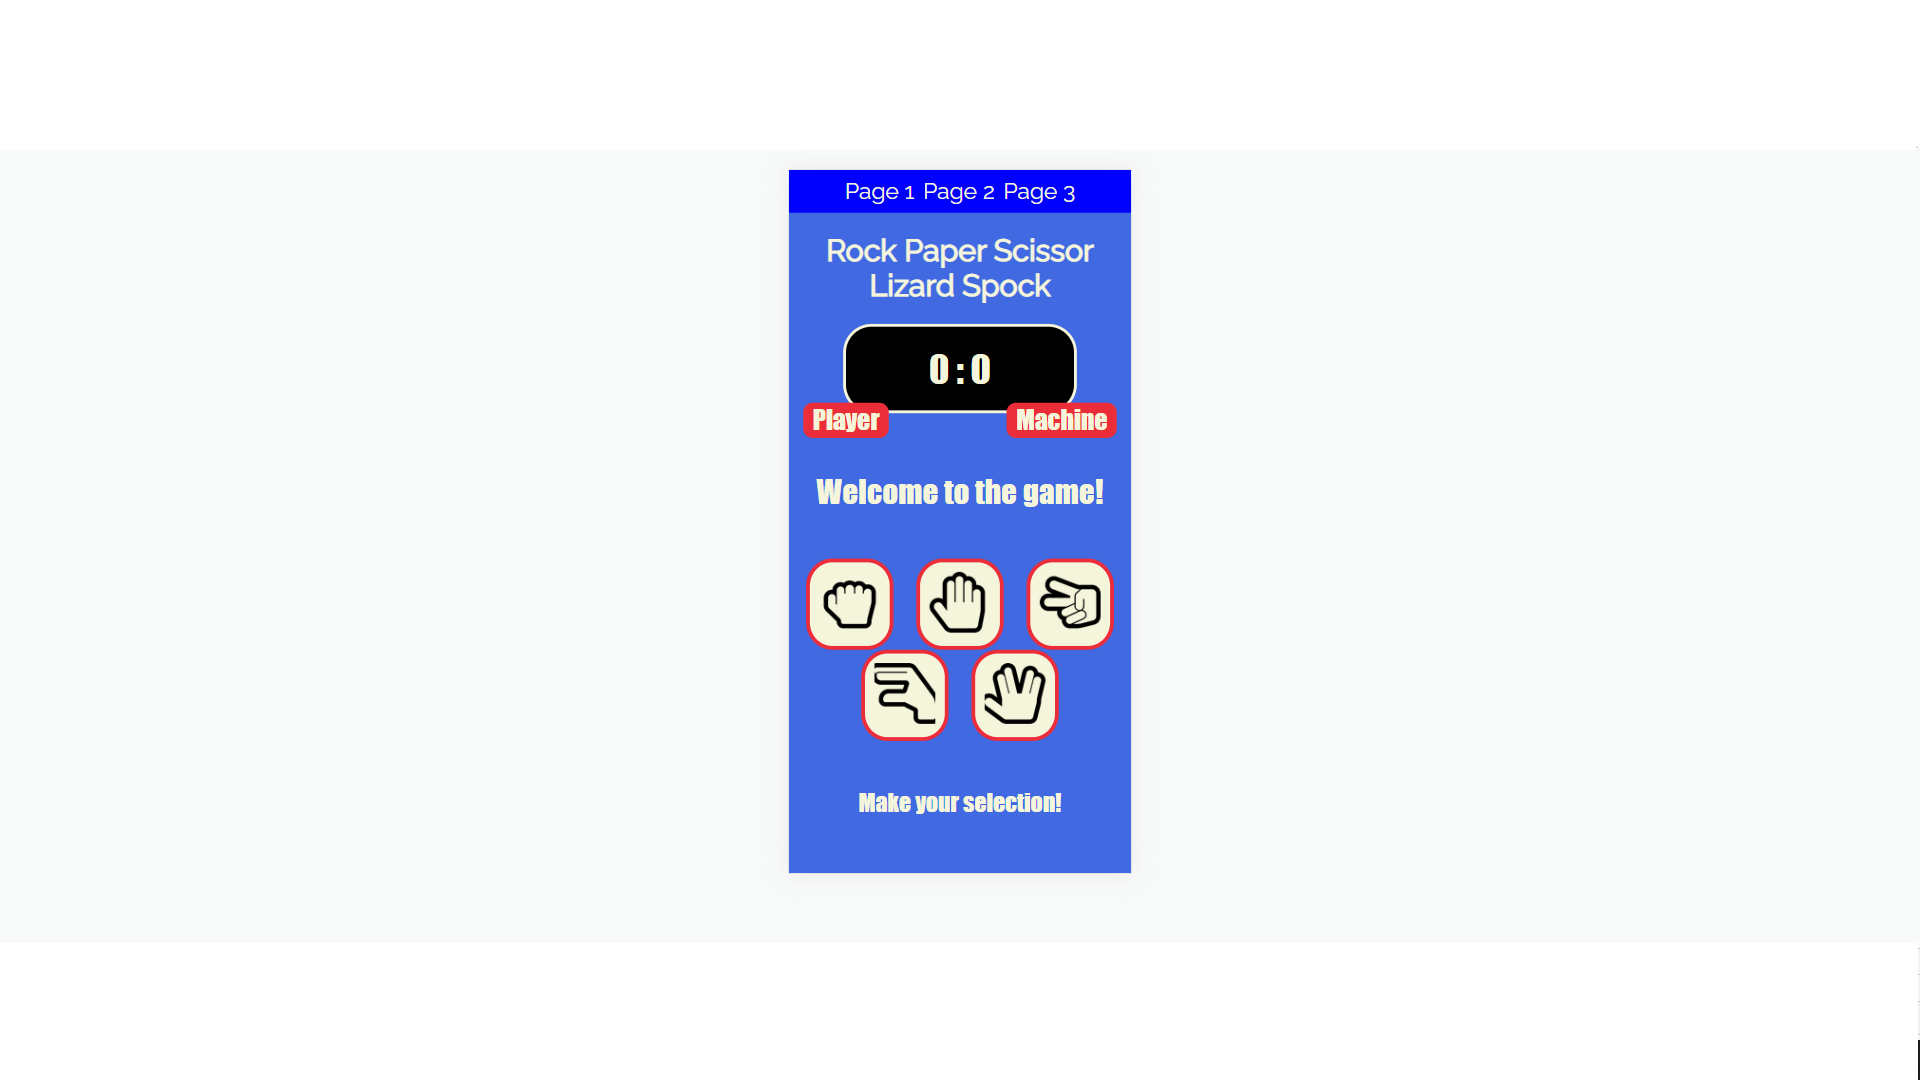 Page 1 Page 2 Page 3
Rock Paper Scissor
Lizard Spock
0:0
Player Machine
Welcome to the game!
Make your selection!